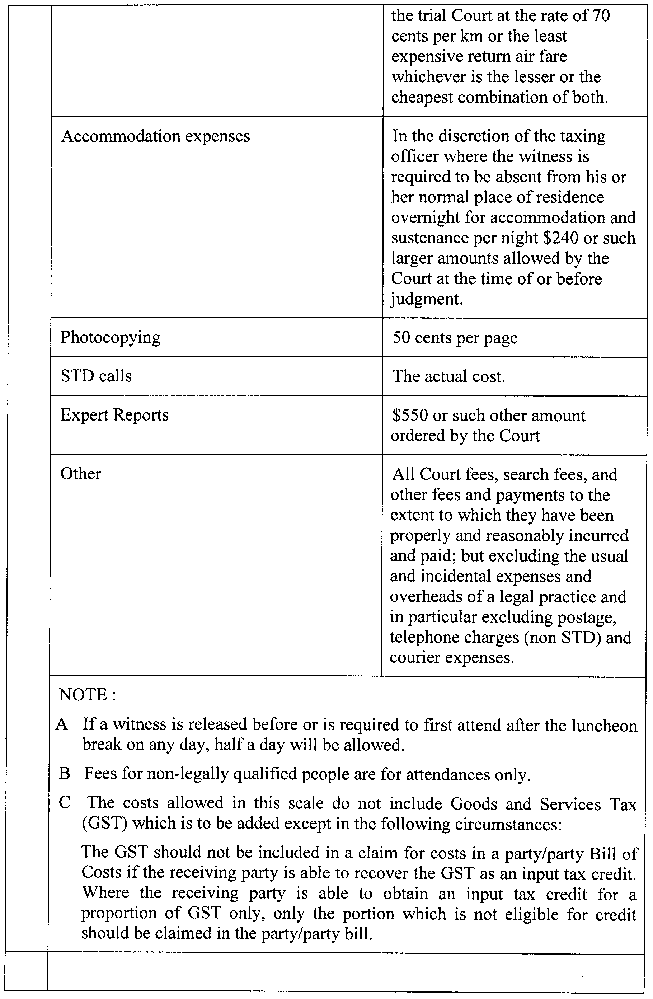 the trial Court at the rate of 70
cents per km or the least
expensive return air fare
whichever is the lesser or the
cheapest combination of both.
Accommodation expenses
In the discretion of the taxing
officer where the witness is
required to be absent from his or
her normal place of residence
overnight for accommodation and
sustenance per night $240 or such
larger amounts allowed by the
Court at the time of or before
judgment.
Photocopying
50 cents per page
STD calls
The actual cost.
Expert Reports
$550 or such other amount
ordered by the Court
Other
All Court fees, search fees, and
other fees and payments to the
extent to which they have been
properly and reasonably incurred
and paid; but excluding the usual
and incidental expenses and
overheads of a legal practice and
in particular excluding postage,
telephone charges (non STD) and
courier expenses.
NOTE :
A If a witness is released before or is required to first attend after the luncheon
break on any day, half a day will be allowed.
B Fees for non-legally qualified people are for attendances only.
C The costs allowed in this scale do not include Goods and Services Tax
(GST) which is to be added except in the following circumstances:
The GST should not be included in a claim for costs in a party/party Bill of
Costs if the receiving party is able to recover the GST as an input tax credit.
Where the receiving party is able to obtain an input tax credit for a
proportion of GST only, only the portion which is not eligible for credit
should be claimed in the party/party bill.